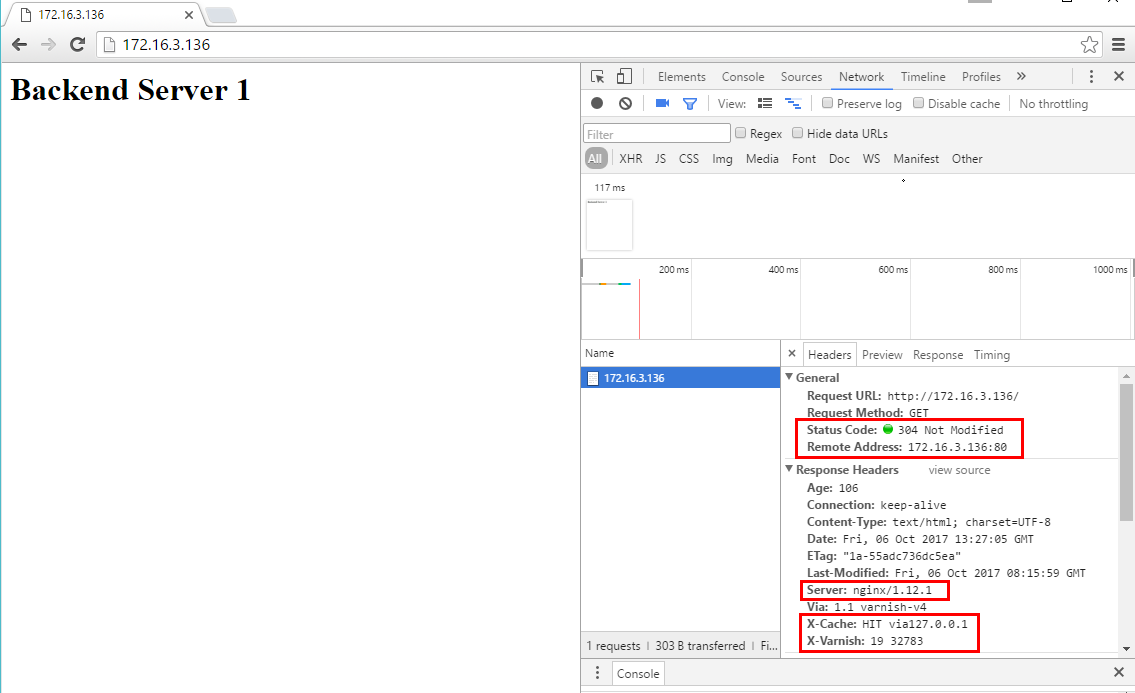 172.16.3.136
172.16.3.136
Backend Server 1
Elements Console Sources Network Timeline Profiles »
View: Preserve log Disable cache No throttling
Filter Regex Hide data URLs
All XHR JS CSS Img Media Font Doc WS Manifest Other
117 ms
200 ms 400 ms 600 ms 800 ms 1000 ms
Name
172.16.3.136
1 requests | 303 B transferred | Fi...
× Headers Preview Response Timing
General
Request URL: http://172.16.3.136/
Request Method: GET
Status Code: 304 Not Modified
Remote Address: 172.16.3.136:80
Response Headers view source
Age: 106
Connection: keep-alive
Content-Type: text/html; charset=UTF-8
Date: Fri, 06 Oct 2017 13:27:05 GMT
ETag: "1a-55adc736dc5ea"
Last-Modified: Fri, 06 Oct 2017 08:15:59 GMT
Server: nginx/1.12.1
Via: 1.1 varnish-v4
X-Cache: HIT via127.0.0.1
X-Varnish: 19 32783
Console